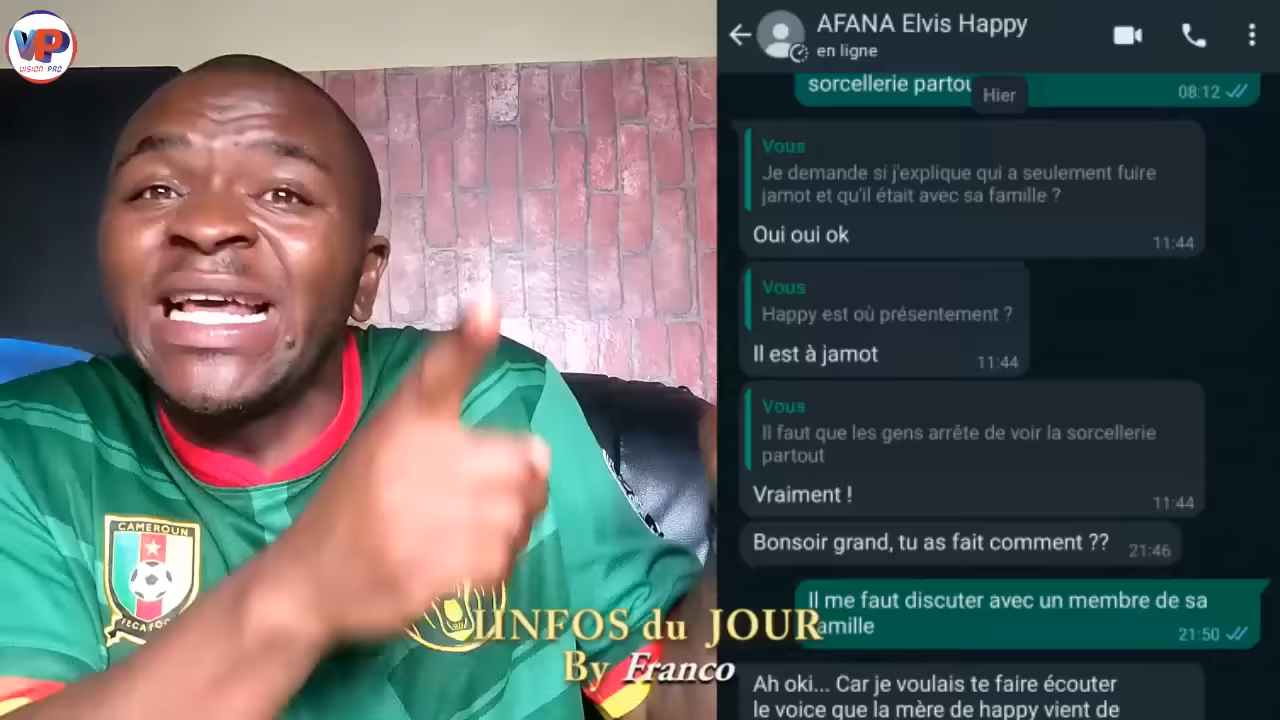 VP
VISION PRO
CAMEROUN
FECAFOOT
IINFOS du JOUR
By Franco
AFANA Elvis Happy
en ligne
sorcellerie partou
08:12
Hier
Vous
Je demande si j'explique qui a seulement fuire
jamot et qu'il était avec sa famille ?
Oui oui ok
11:44
Vous
Happy est où présentement ?
Il est à jamot
11:44
Vous
Il faut que les gens arrête de voir la sorcellerie
partout
Vraiment !
11:44
Bonsoir grand, tu as fait comment ??
21:46
Il me faut discuter avec un membre de sa
amille
21:50
Ah oki... Car je voulais te faire écouter
le voice que la mère de happy vient de